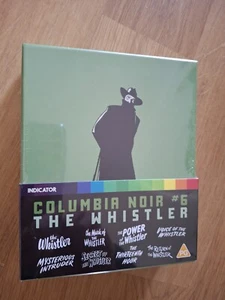 INDICATOR
COLUMBIA NOIR #6
THE WHISTLER
the Whistler
The Mark of the WHISTLER
The POWER of the Whistler
VOICE OF THE WHISTLER
MYSTERIOUS INTRUDER
SECRET OF THE WHISTLER
THE THIRTEENTH HOUR
The RETURN of the WHISTLER
PG